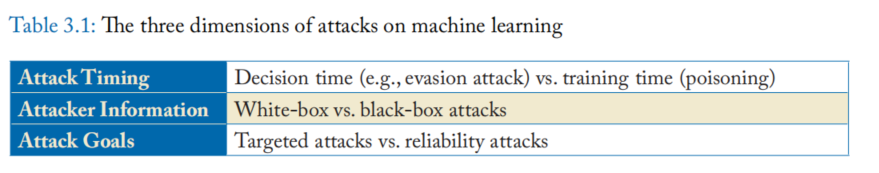 Table 3.1: The three dimensions of attacks on machine learning
Attack Timing Decision time (e.g., evasion attack) vs. training time (poisoning)
Attacker Information White-box vs. black-box attacks
Attack Goals Targeted attacks vs. reliability attacks